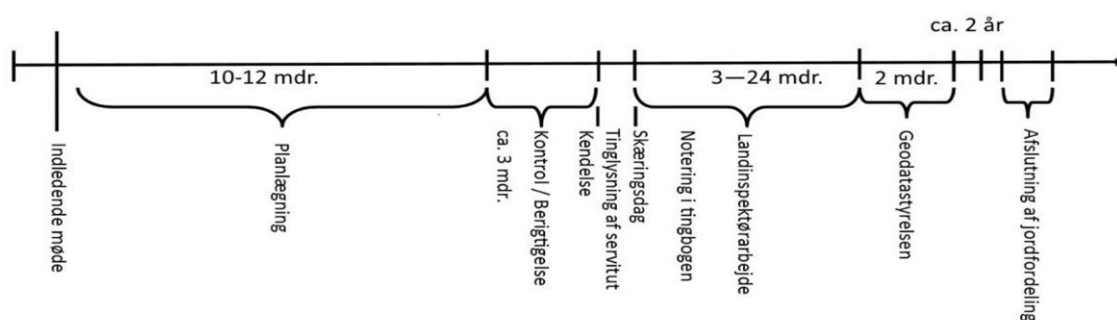 ca. 2 år
10-12 mdr.
3—24 mdr.
2 mdr.
Indledende møde
Planlægning
ca. 3 mdr.
Kontrol / Berigtigelse
Kendelse
Tinglysning af servitut
Skæringsdag
Notering i tingbogen
Landinspektørarbejde
Geodatastyrelsen
Afslutning af jordfordeling